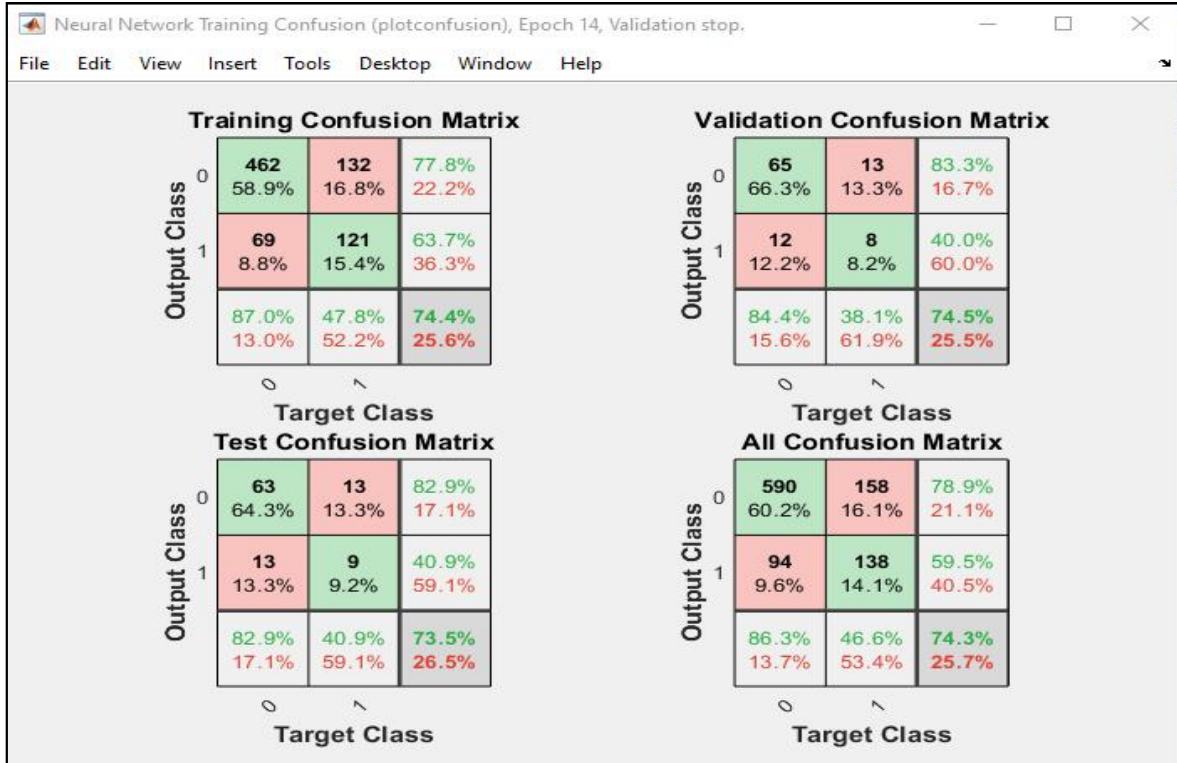 Neural Network Training Confusion (plotconfusion), Epoch 14, Validation stop.
File Edit View Insert Tools Desktop Window Help
Training Confusion Matrix
Output Class
0
462 132 77.8%
58.9% 16.8% 22.2%
1
69 121 63.7%
8.8% 15.4% 36.3%
87.0% 47.8% 74.4%
13.0% 52.2% 25.6%
0 1
Target Class
Validation Confusion Matrix
Output Class
0
65 13 83.3%
66.3% 13.3% 16.7%
1
12 8 40.0%
12.2% 8.2% 60.0%
84.4% 38.1% 74.5%
15.6% 61.9% 25.5%
0 1
Target Class
Test Confusion Matrix
Output Class
0
63 13 82.9%
64.3% 13.3% 17.1%
1
13 9 40.9%
13.3% 9.2% 59.1%
82.9% 40.9% 73.5%
17.1% 59.1% 26.5%
0 1
Target Class
All Confusion Matrix
Output Class
0
590 158 78.9%
60.2% 16.1% 21.1%
1
94 138 59.5%
9.6% 14.1% 40.5%
86.3% 46.6% 74.3%
13.7% 53.4% 25.7%
0 1
Target Class